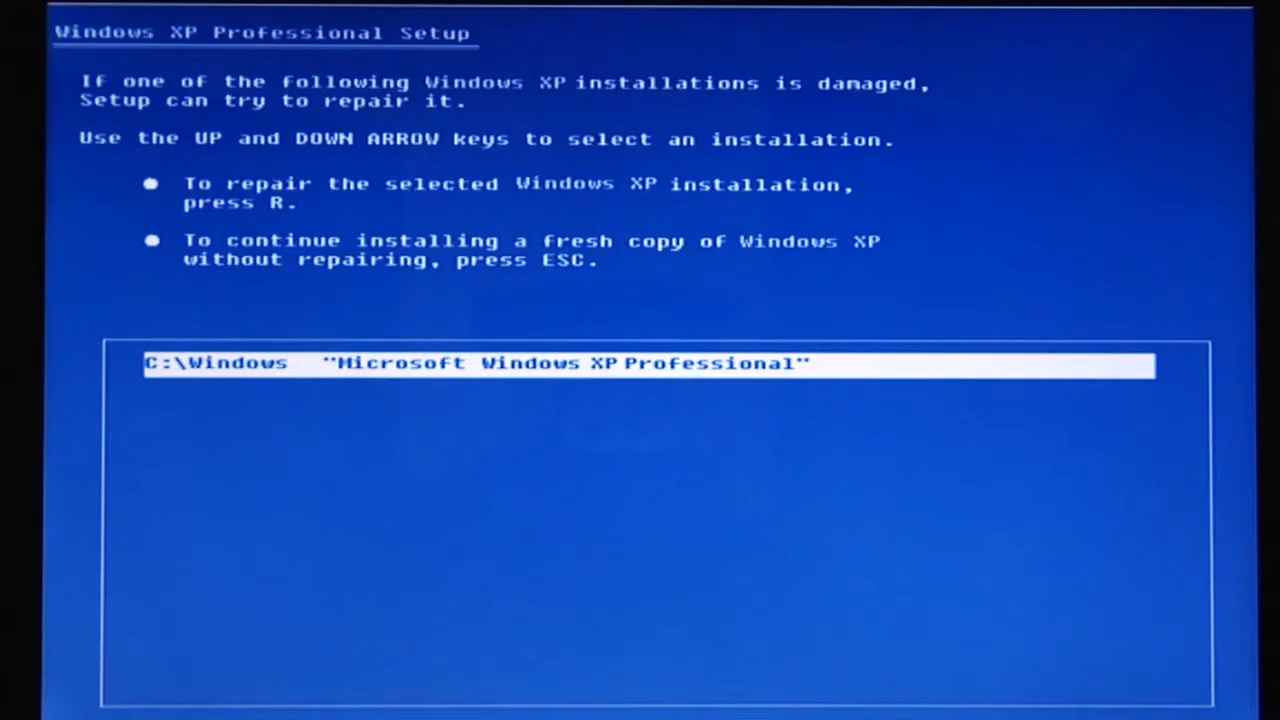 Windows XP Professional Setup
If one of the following Windows XP installations is damaged,
Setup can try to repair it.
Use the UP and DOWN ARROW keys to select an installation.
● To repair the selected Windows XP installation,
press R.
● To continue installing a fresh copy of Windows XP
without repairing, press ESC.
C:\Windows "Microsoft Windows XP Professional"